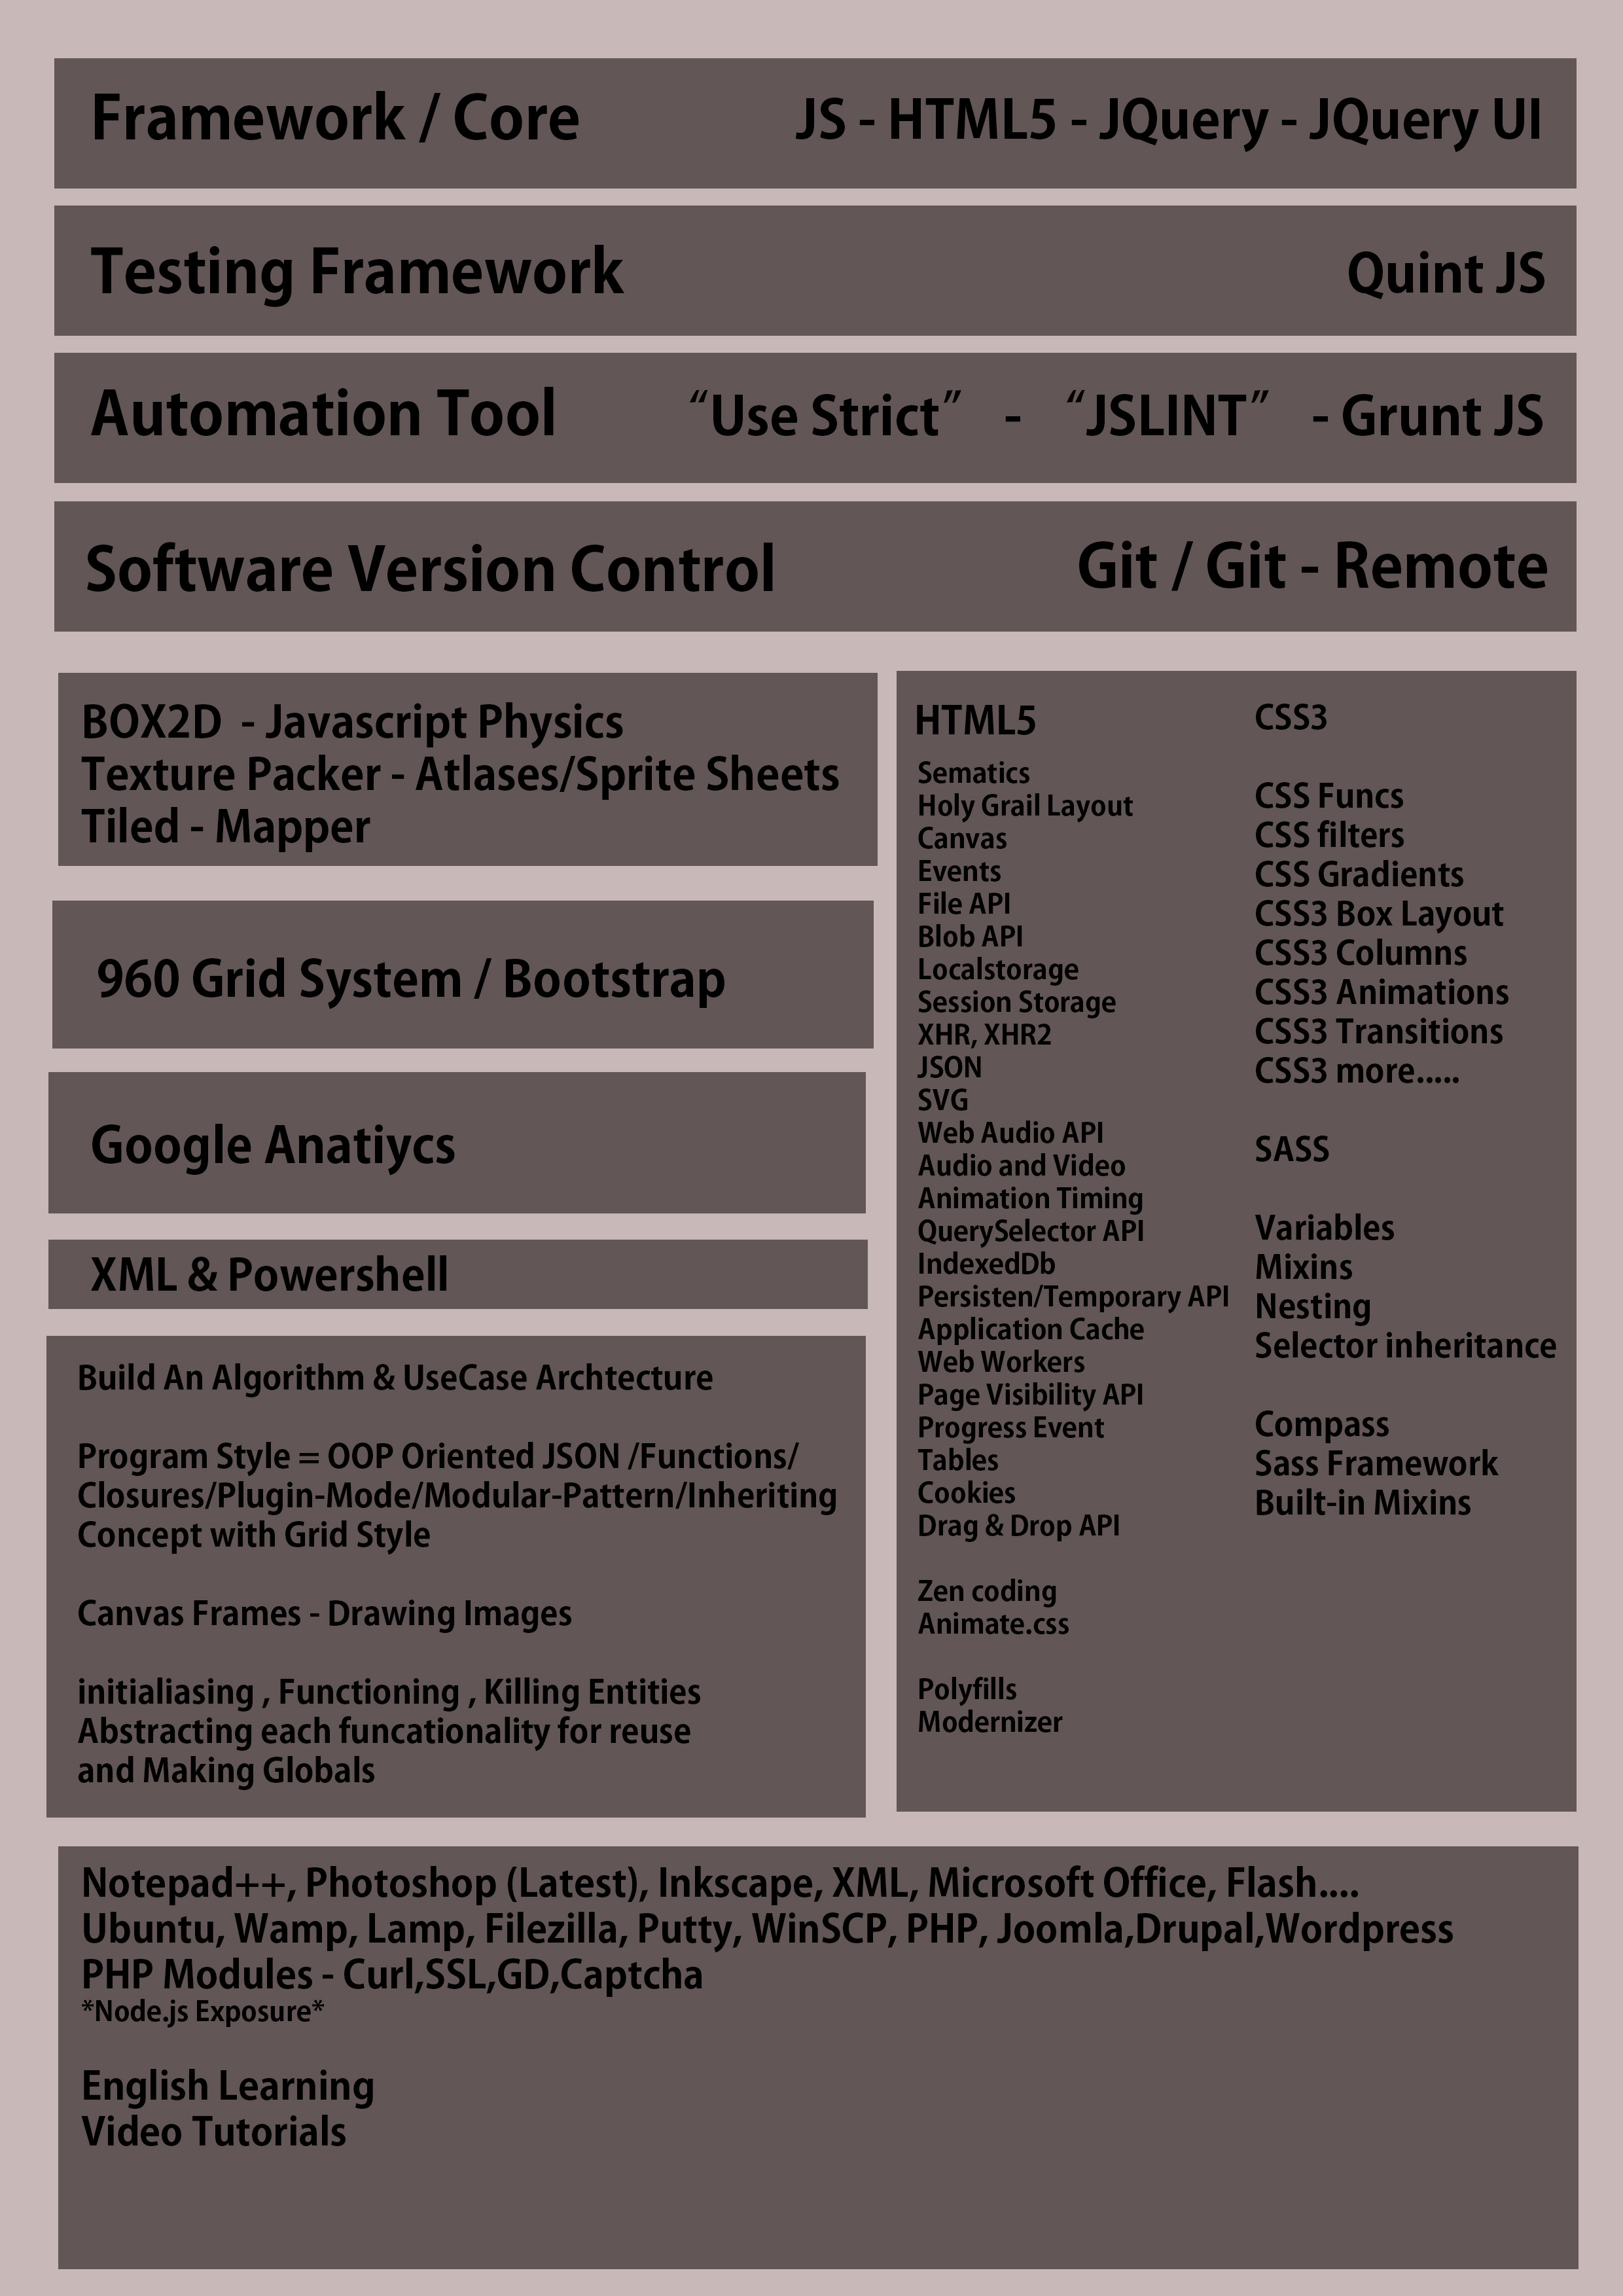 Framework / Core
JS - HTML5 - JQuery - JQuery UI
Testing Framework
Quint JS
Automation Tool
“Use Strict”  -  “JSLINT”  - Grunt JS
Software Version Control
Git / Git - Remote
BOX2D  - Javascript Physics
Texture Packer - Atlases/Sprite Sheets
Tiled - Mapper
960 Grid System / Bootstrap
Google Anatiycs
XML & Powershell
Build An Algorithm & UseCase Archtecture
Program Style = OOP Oriented JSON /Functions/
Closures/Plugin-Mode/Modular-Pattern/Inheriting
Concept with Grid Style
Canvas Frames - Drawing Images
initialiasing , Functioning , Killing Entities
Abstracting each funcationality for reuse
and Making Globals
HTML5
Sematics
Holy Grail Layout
Canvas
Events
File API
Blob API
Localstorage
Session Storage
XHR, XHR2
JSON
SVG
Web Audio API
Audio and Video
Animation Timing
QuerySelector API
IndexedDb
Persisten/Temporary API
Application Cache
Web Workers
Page Visibility API
Progress Event
Tables
Cookies
Drag & Drop API
Zen coding
Animate.css
Polyfills
Modernizer
CSS3
CSS Funcs
CSS filters
CSS Gradients
CSS3 Box Layout
CSS3 Columns
CSS3 Animations
CSS3 Transitions
CSS3 more.....
SASS
Variables
Mixins
Nesting
Selector inheritance
Compass
Sass Framework
Built-in Mixins
Notepad++, Photoshop (Latest), Inkscape, XML, Microsoft Office, Flash....
Ubuntu, Wamp, Lamp, Filezilla, Putty, WinSCP, PHP, Joomla,Drupal,Wordpress
PHP Modules - Curl,SSL,GD,Captcha
*Node.js Exposure*
English Learning
Video Tutorials